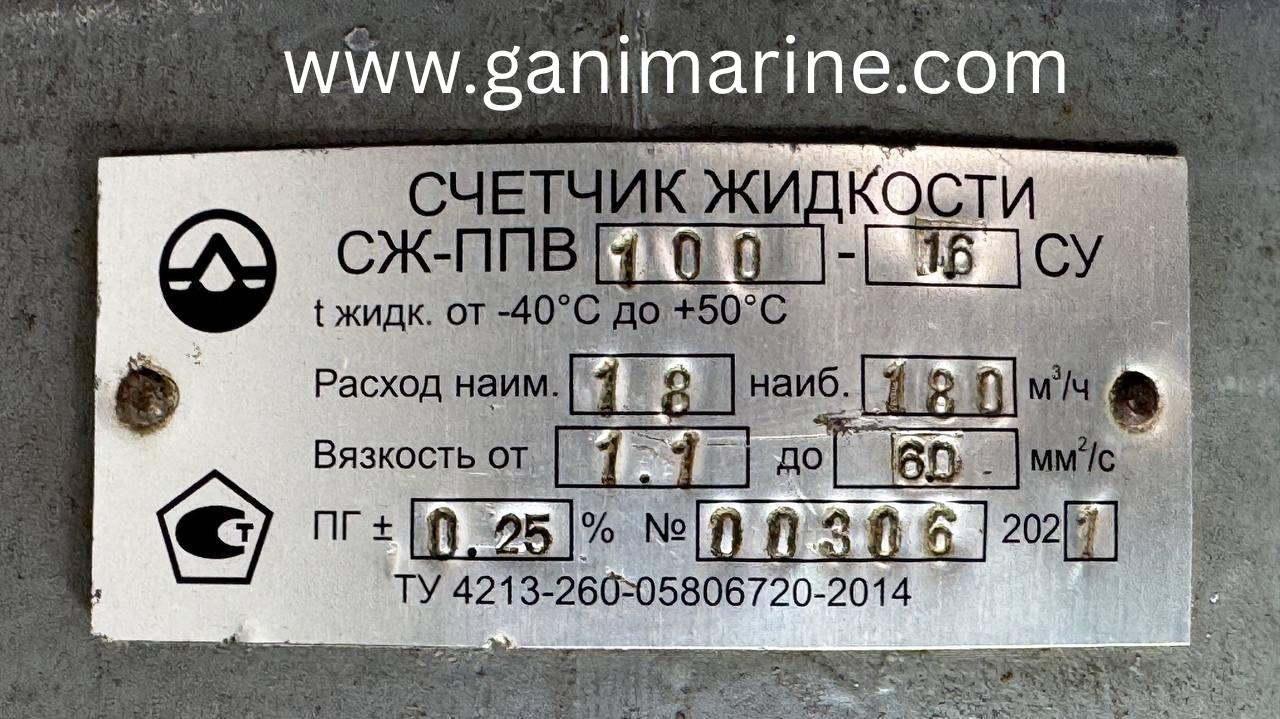 www.ganimarine.com
СЧЕТЧИК ЖИДКОСТИ
СЖ-ППВ 100 - 16 СУ
t жидк. от -40°С до +50°С
Расход наим. 18 наиб. 180 м³/ч
Вязкость от 1.1 до 60 мм²/с
ПГ ± 0.25 % № 00306 2021
ТУ 4213-260-05806720-2014